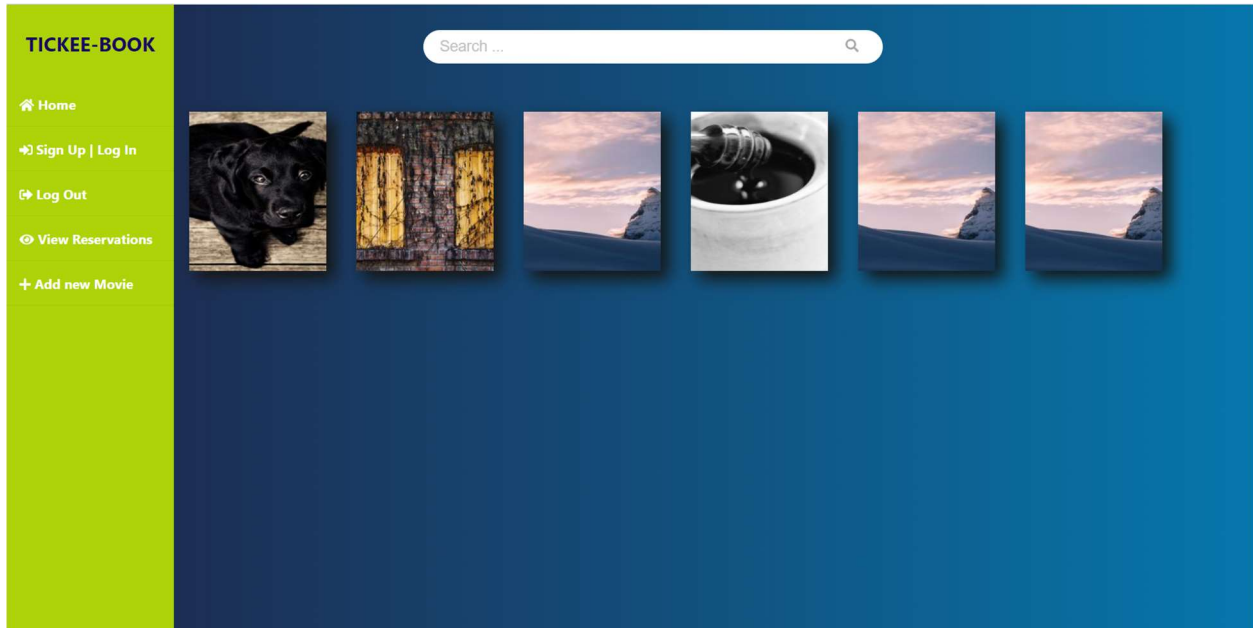 TICKEE-BOOK
Search ...
Home
Sign Up | Log In
Log Out
View Reservations
Add new Movie